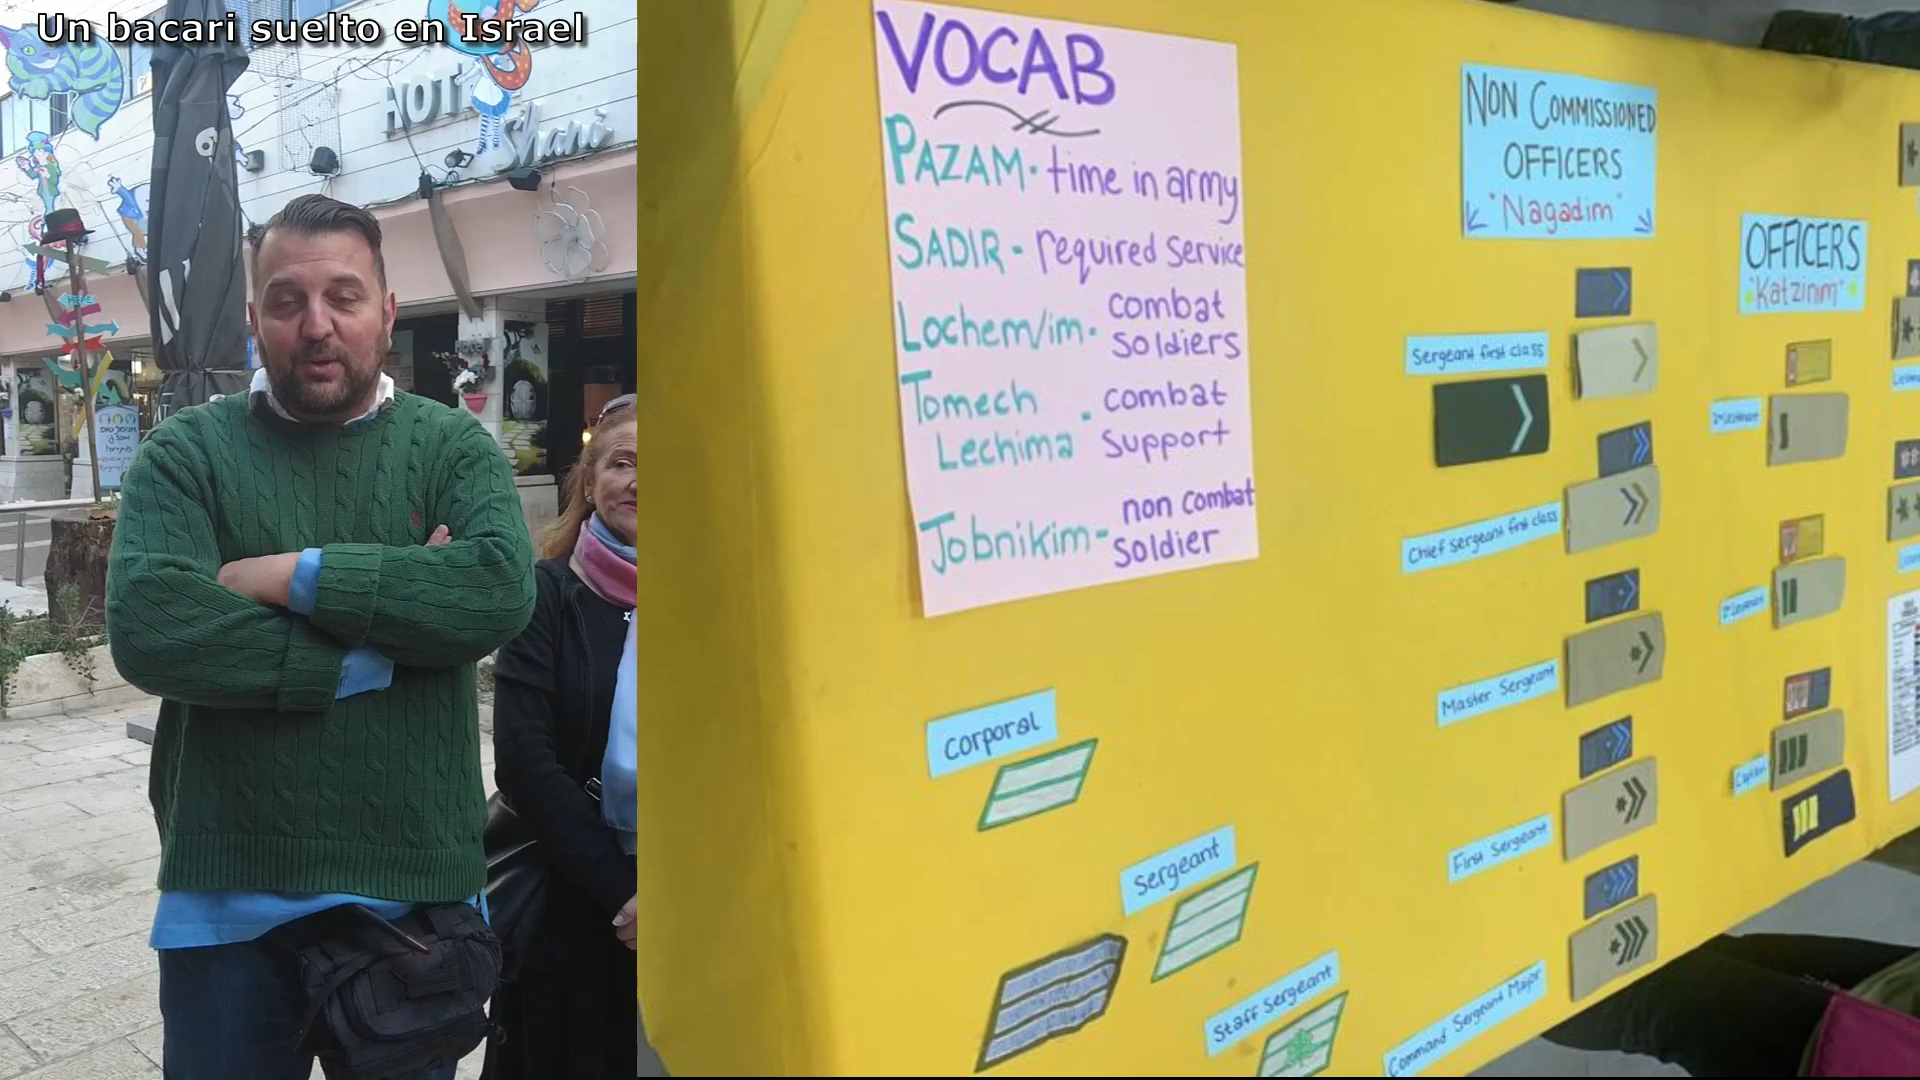 Un bacari suelto en Israel
HOT
Shani
VOCAB
PAZAM - time in army
SADIR - required service
Lochem/im - combat
soldiers
Tomech
Lechima - combat
support
Jobnikim - non combat
soldier
NON COMMISSIONED
OFFICERS
"Nagadim"
OFFICERS
"Katzinim"
Sergeant first class
Chief sergeant first class
Master Sergeant
First Sergeant
Command Sergeant Major
Corporal
Sergeant
Staff Sergeant
Captain